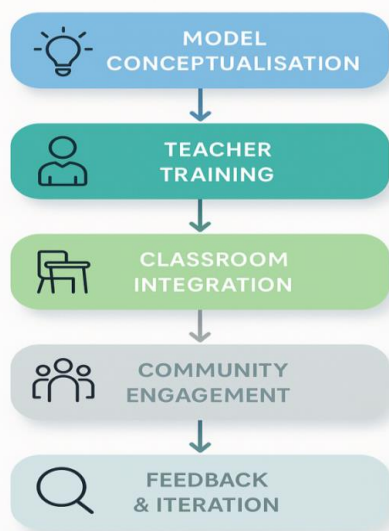 MODEL
CONCEPTUALISATION
TEACHER
TRAINING
CLASSROOM
INTEGRATION
COMMUNITY
ENGAGEMENT
FEEDBACK
& ITERATION